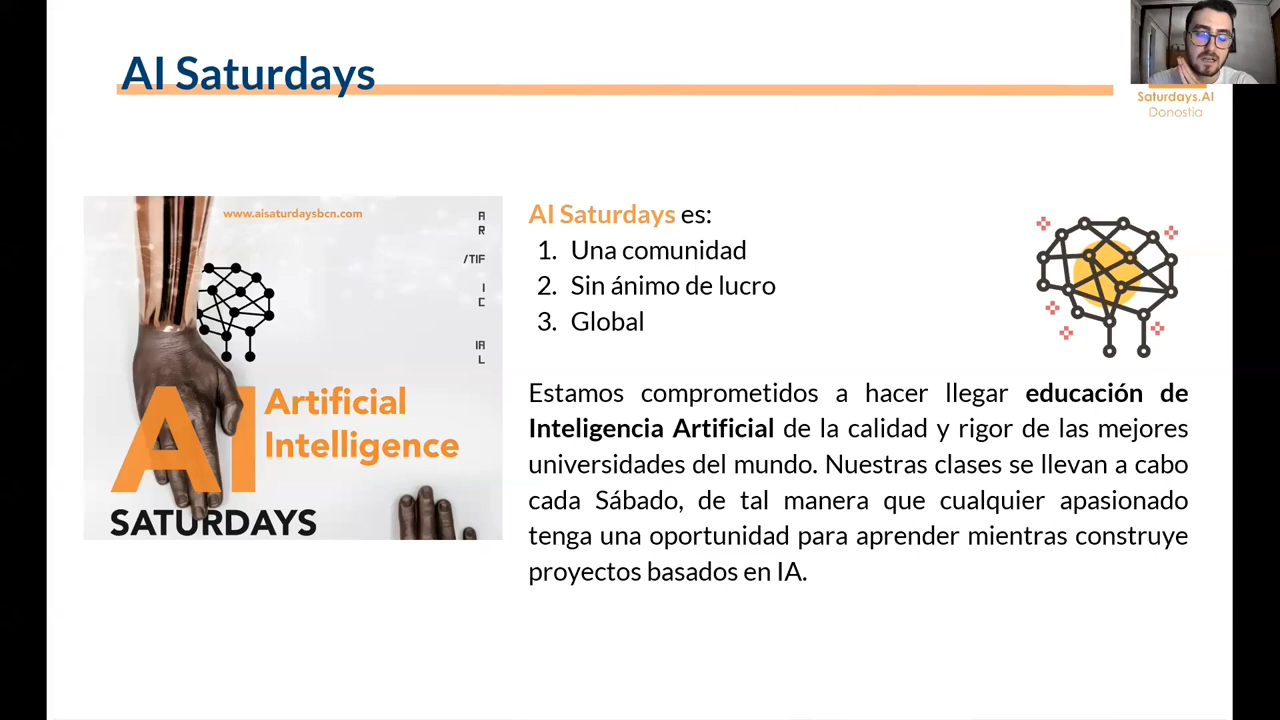 AI Saturdays
Saturdays.AI
Donostia
www.aisaturdaysbcn.com
A
R
/TIF
I
C
IA
L
AI Artificial
Intelligence
SATURDAYS
AI Saturdays es:
1. Una comunidad
2. Sin ánimo de lucro
3. Global
Estamos comprometidos a hacer llegar educación de
Inteligencia Artificial de la calidad y rigor de las mejores
universidades del mundo. Nuestras clases se llevan a cabo
cada Sábado, de tal manera que cualquier apasionado
tenga una oportunidad para aprender mientras construye
proyectos basados en IA.